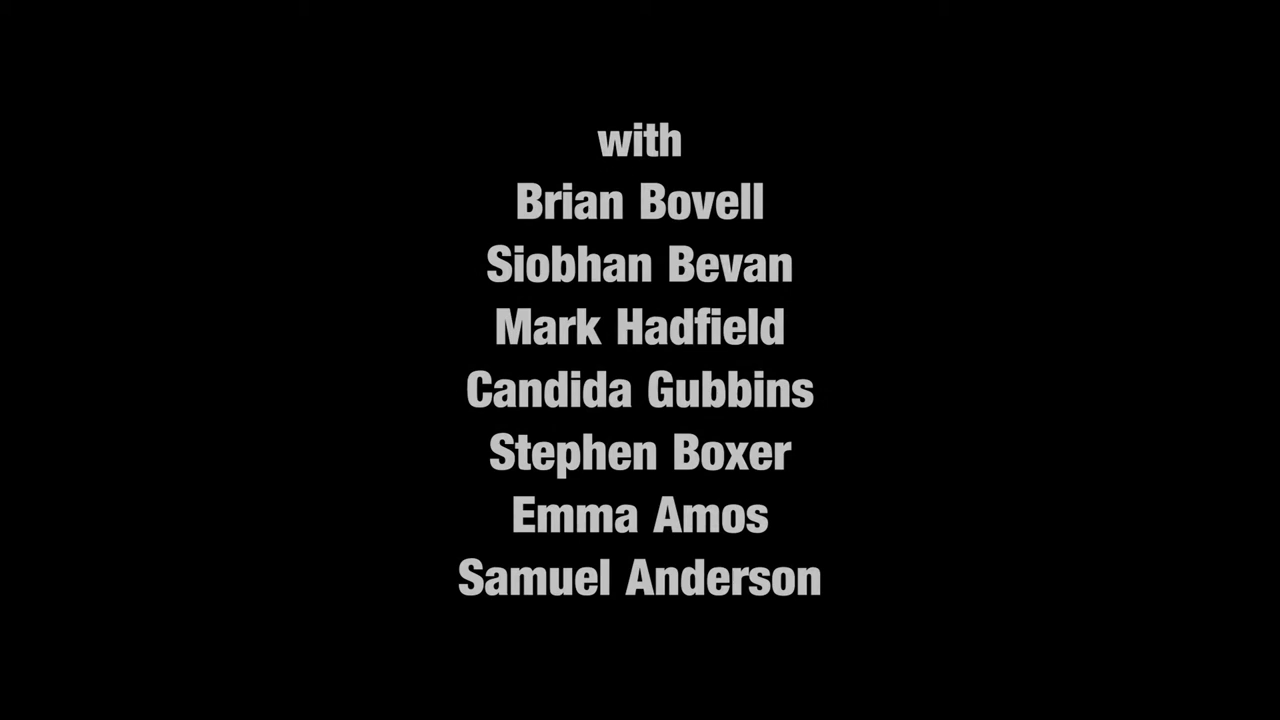 with
Brian Bovell
Siobhan Bevan
Mark Hadfield
Candida Gubbins
Stephen Boxer
Emma Amos
Samuel Anderson